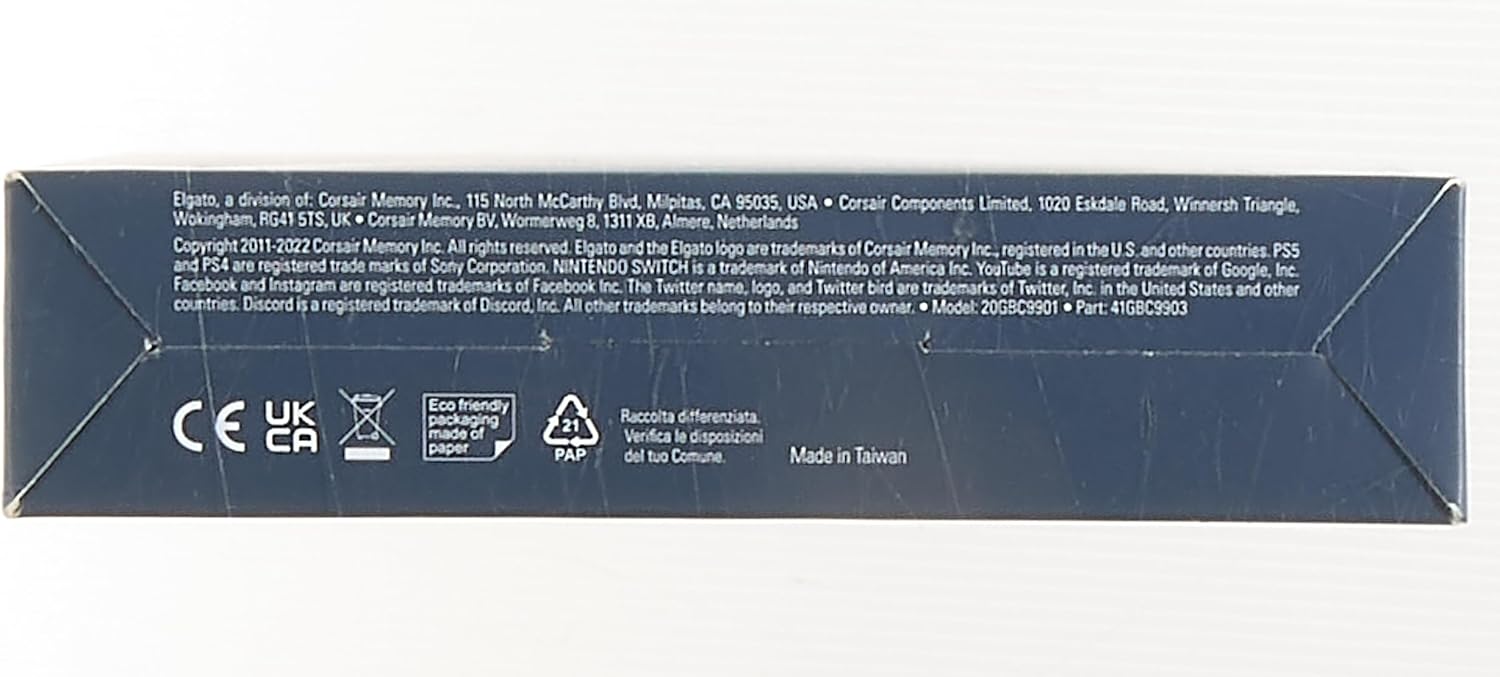 Elgato, a division of: Corsair Memory Inc., 115 North McCarthy Blvd, Milpitas, CA 95035, USA • Corsair Components Limited, 1020 Eskdale Road, Winnersh Triangle,
Wokingham, RG41 5TS, UK • Corsair Memory BV, Wormerweg 8, 1311 XB, Almere, Netherlands
Copyright 2011-2022 Corsair Memory Inc. All rights reserved. Elgato and the Elgato logo are trademarks of Corsair Memory Inc., registered in the U.S. and other countries. PS5
and PS4 are registered trade marks of Sony Corporation. NINTENDO SWITCH is a trademark of Nintendo of America Inc. YouTube is a registered trademark of Google, Inc.
Facebook and Instagram are registered trademarks of Facebook Inc. The Twitter name, logo, and Twitter bird are trademarks of Twitter, Inc. in the United States and other
countries. Discord is a registered trademark of Discord, Inc. All other trademarks belong to their respective owner. • Model: 20GBC9901 • Part: 41GBC9903
CE
UK
CA
Eco friendly
packaging
made of
paper
21
PAP
Raccolta differenziata.
Verifica le disposizioni
del tuo Comune.
Made in Taiwan